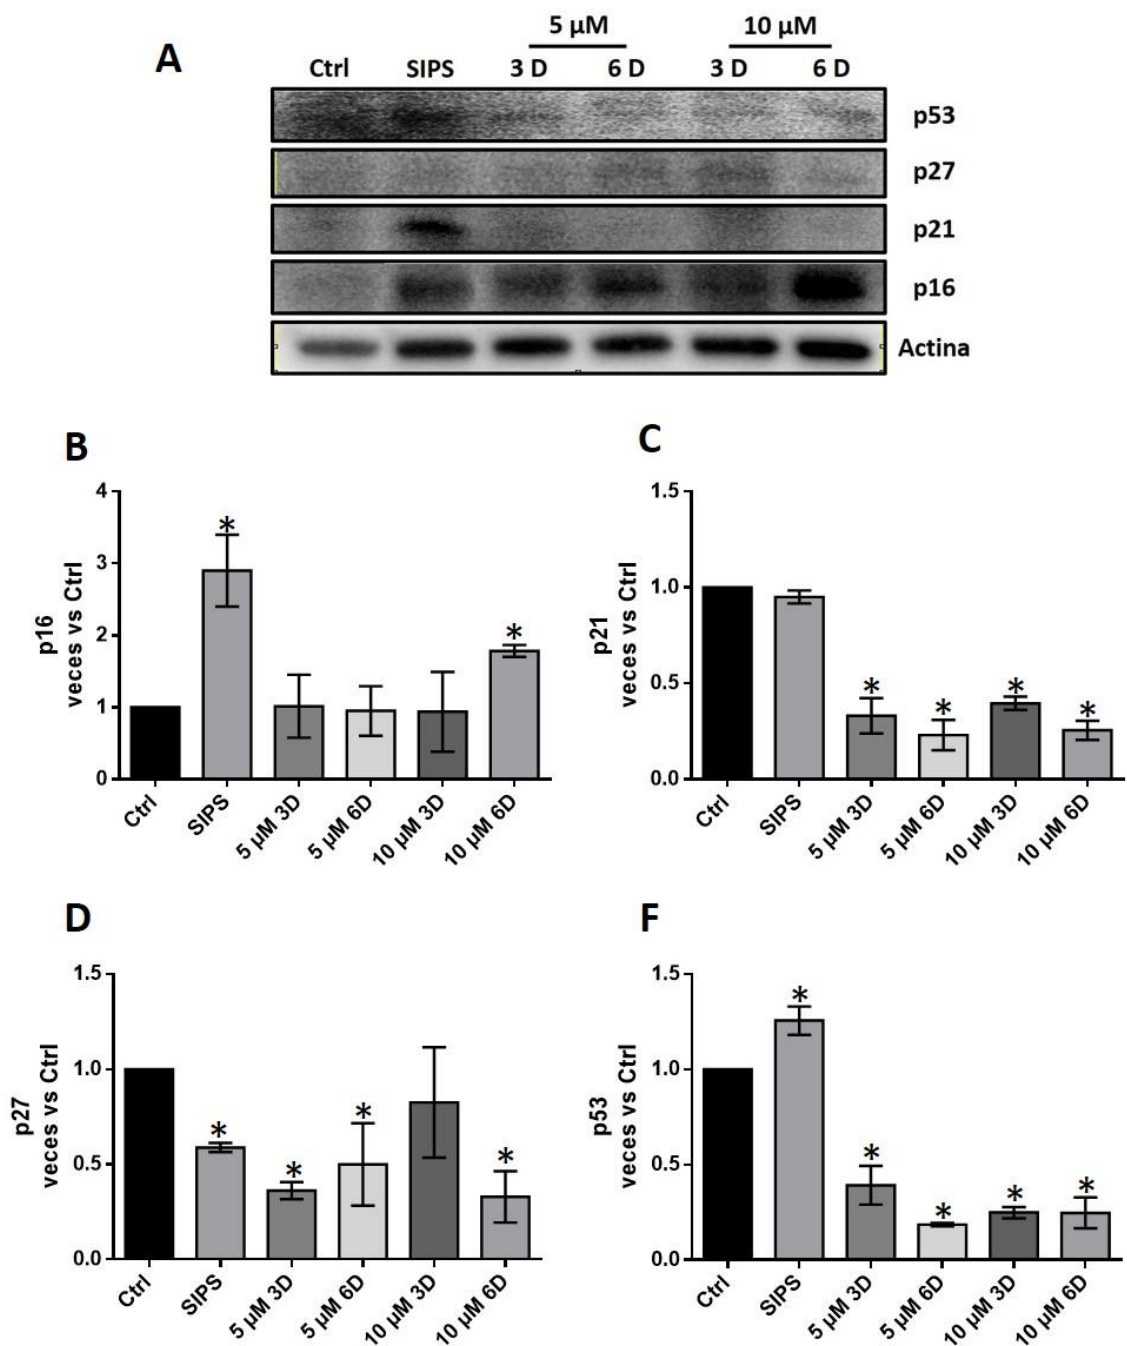 A
5 µM 10 µM
Ctrl SIPS 3 D 6 D 3 D 6 D
p53
p27
p21
p16
Actina
B
p16
veces vs Ctrl
4
3
2
1
0
Ctrl
SIPS
5 µM 3D
5 µM 6D
10 µM 3D
10 µM 6D
*
*
C
p21
veces vs Ctrl
1.5
1.0
0.5
0.0
Ctrl
SIPS
5 µM 3D
5 µM 6D
10 µM 3D
10 µM 6D
*
*
*
*
D
p27
veces vs Ctrl
1.5
1.0
0.5
0.0
Ctrl
SIPS
5 µM 3D
5 µM 6D
10 µM 3D
10 µM 6D
*
*
*
*
F
p53
veces vs Ctrl
1.5
1.0
0.5
0.0
Ctrl
SIPS
5 µM 3D
5 µM 6D
10 µM 3D
10 µM 6D
*
*
*
*
*